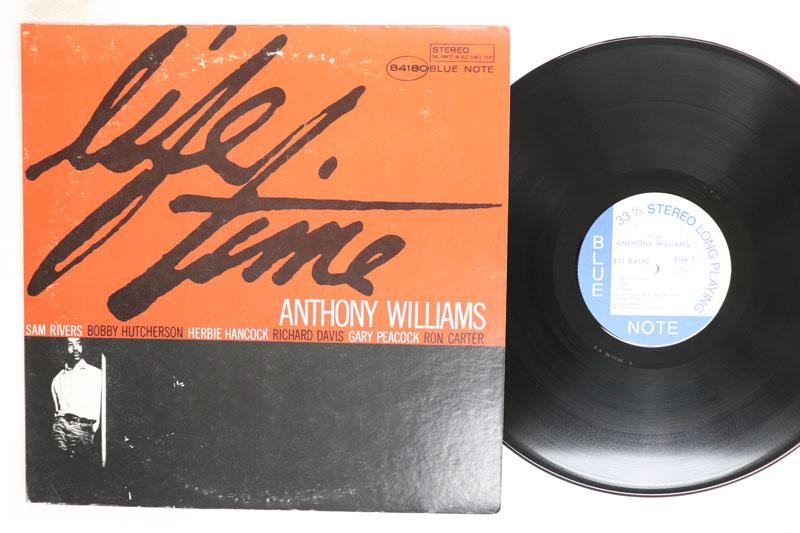 life
time
STEREO
THE FINEST IN JAZZ SINCE 1939
84180 BLUE NOTE
ANTHONY WILLIAMS
SAM RIVERS BOBBY HUTCHERSON HERBIE HANCOCK RICHARD DAVIS GARY PEACOCK RON CARTER
33 1/3 STEREO LONG PLAYING
BLUE
NOTE
ANTHONY WILLIAMS
BST 84180 Side 1